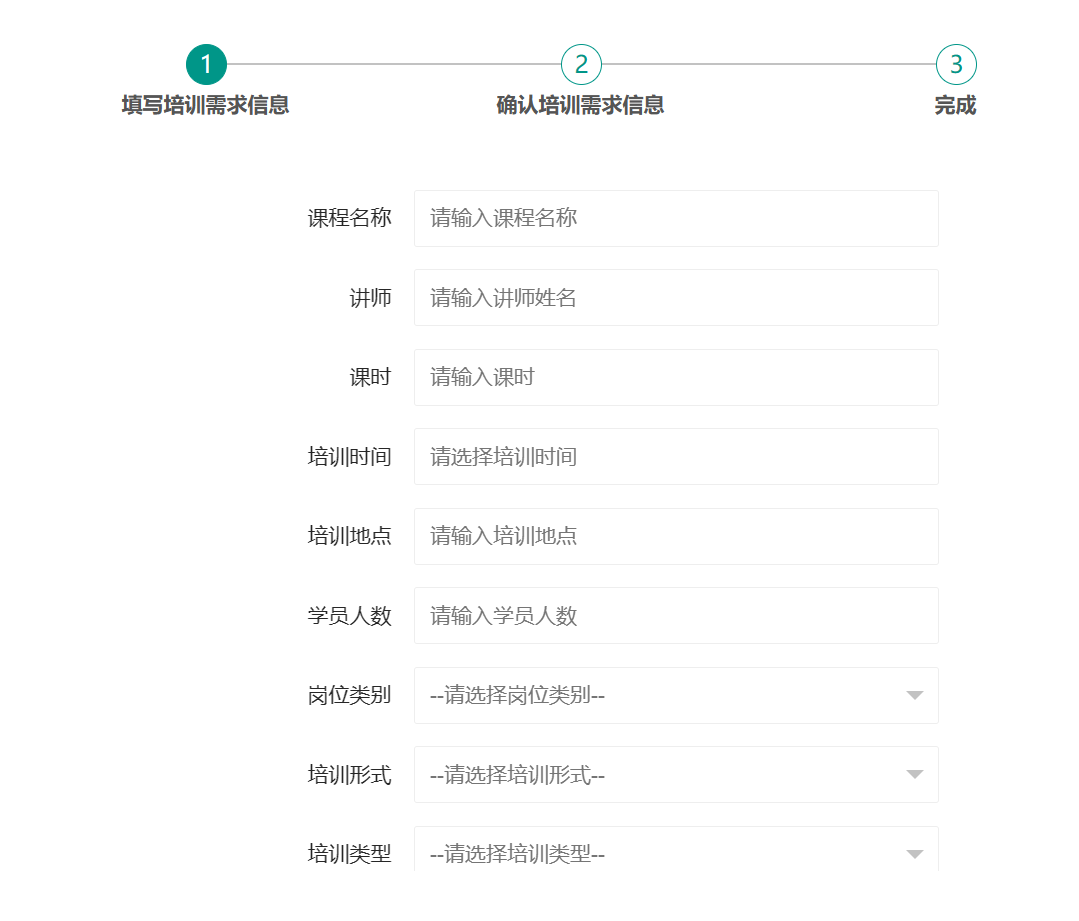 1
2
3
填写培训需求信息
确认培训需求信息
完成
课程名称 请输入课程名称
讲师 请输入讲师姓名
课时 请输入课时
培训时间 请选择培训时间
培训地点 请输入培训地点
学员人数 请输入学员人数
岗位类别 --请选择岗位类别--
培训形式 --请选择培训形式--
培训类型 --请选择培训类型--